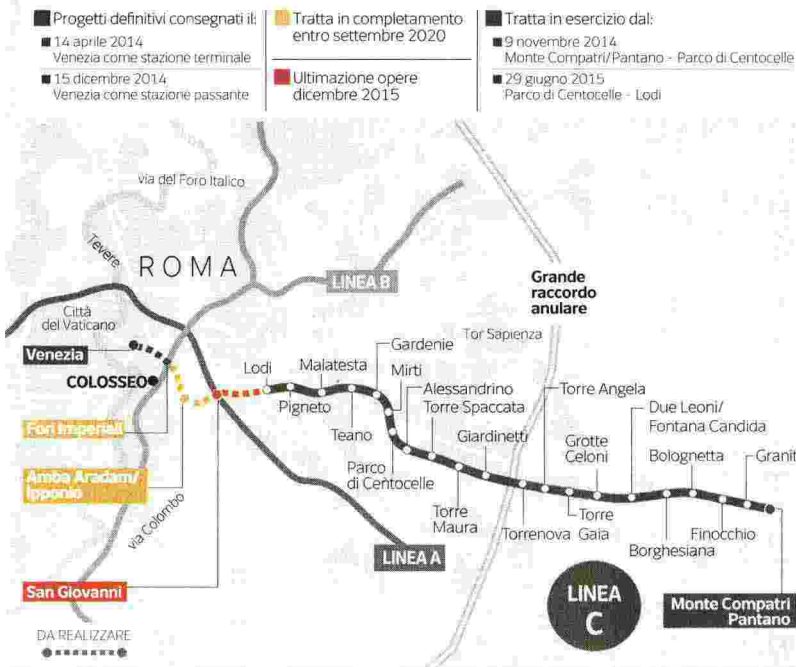 Progetti definitivi consegnati il:
14 aprile 2014
Venezia come stazione terminale
15 dicembre 2014
Venezia come stazione passante
Tratta in completamento
entro settembre 2020
Ultimazione opere
dicembre 2015
Tratta in esercizio dal:
9 novembre 2014
Monte Compatri/Pantano - Parco di Centocelle
29 giugno 2015
Parco di Centocelle - Lodi
via del Foro Italico
Tevere
ROMA
LINEA B
Grande
raccordo
anulare
Città
del Vaticano
Tor Sapienza
Venezia
COLOSSEO
Lodi
Malatesta
Gardenie
Mirti
Alessandrino
Torre Spaccata
Torre Angela
Due Leoni/
Fontana Candida
Pigneto
Teano
Giardinetti
Grotte
Celoni
Bolognetta
Granit
Fori Imperiali
Parco
di Centocelle
Amba Aradam/
Ipponio
via Colombo
Torre
Maura
Torrenova
Torre
Gaia
Borghesiana
Finocchio
LINEA A
San Giovanni
LINEA
C
Monte Compatri
Pantano
DA REALIZZARE